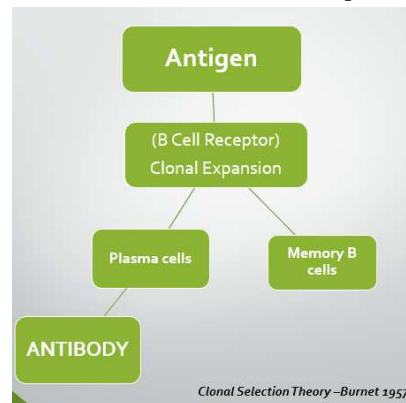 Antigen
(B Cell Receptor)
Clonal Expansion
Plasma cells
Memory B
cells
ANTIBODY
Clonal Selection Theory –Burnet 1957